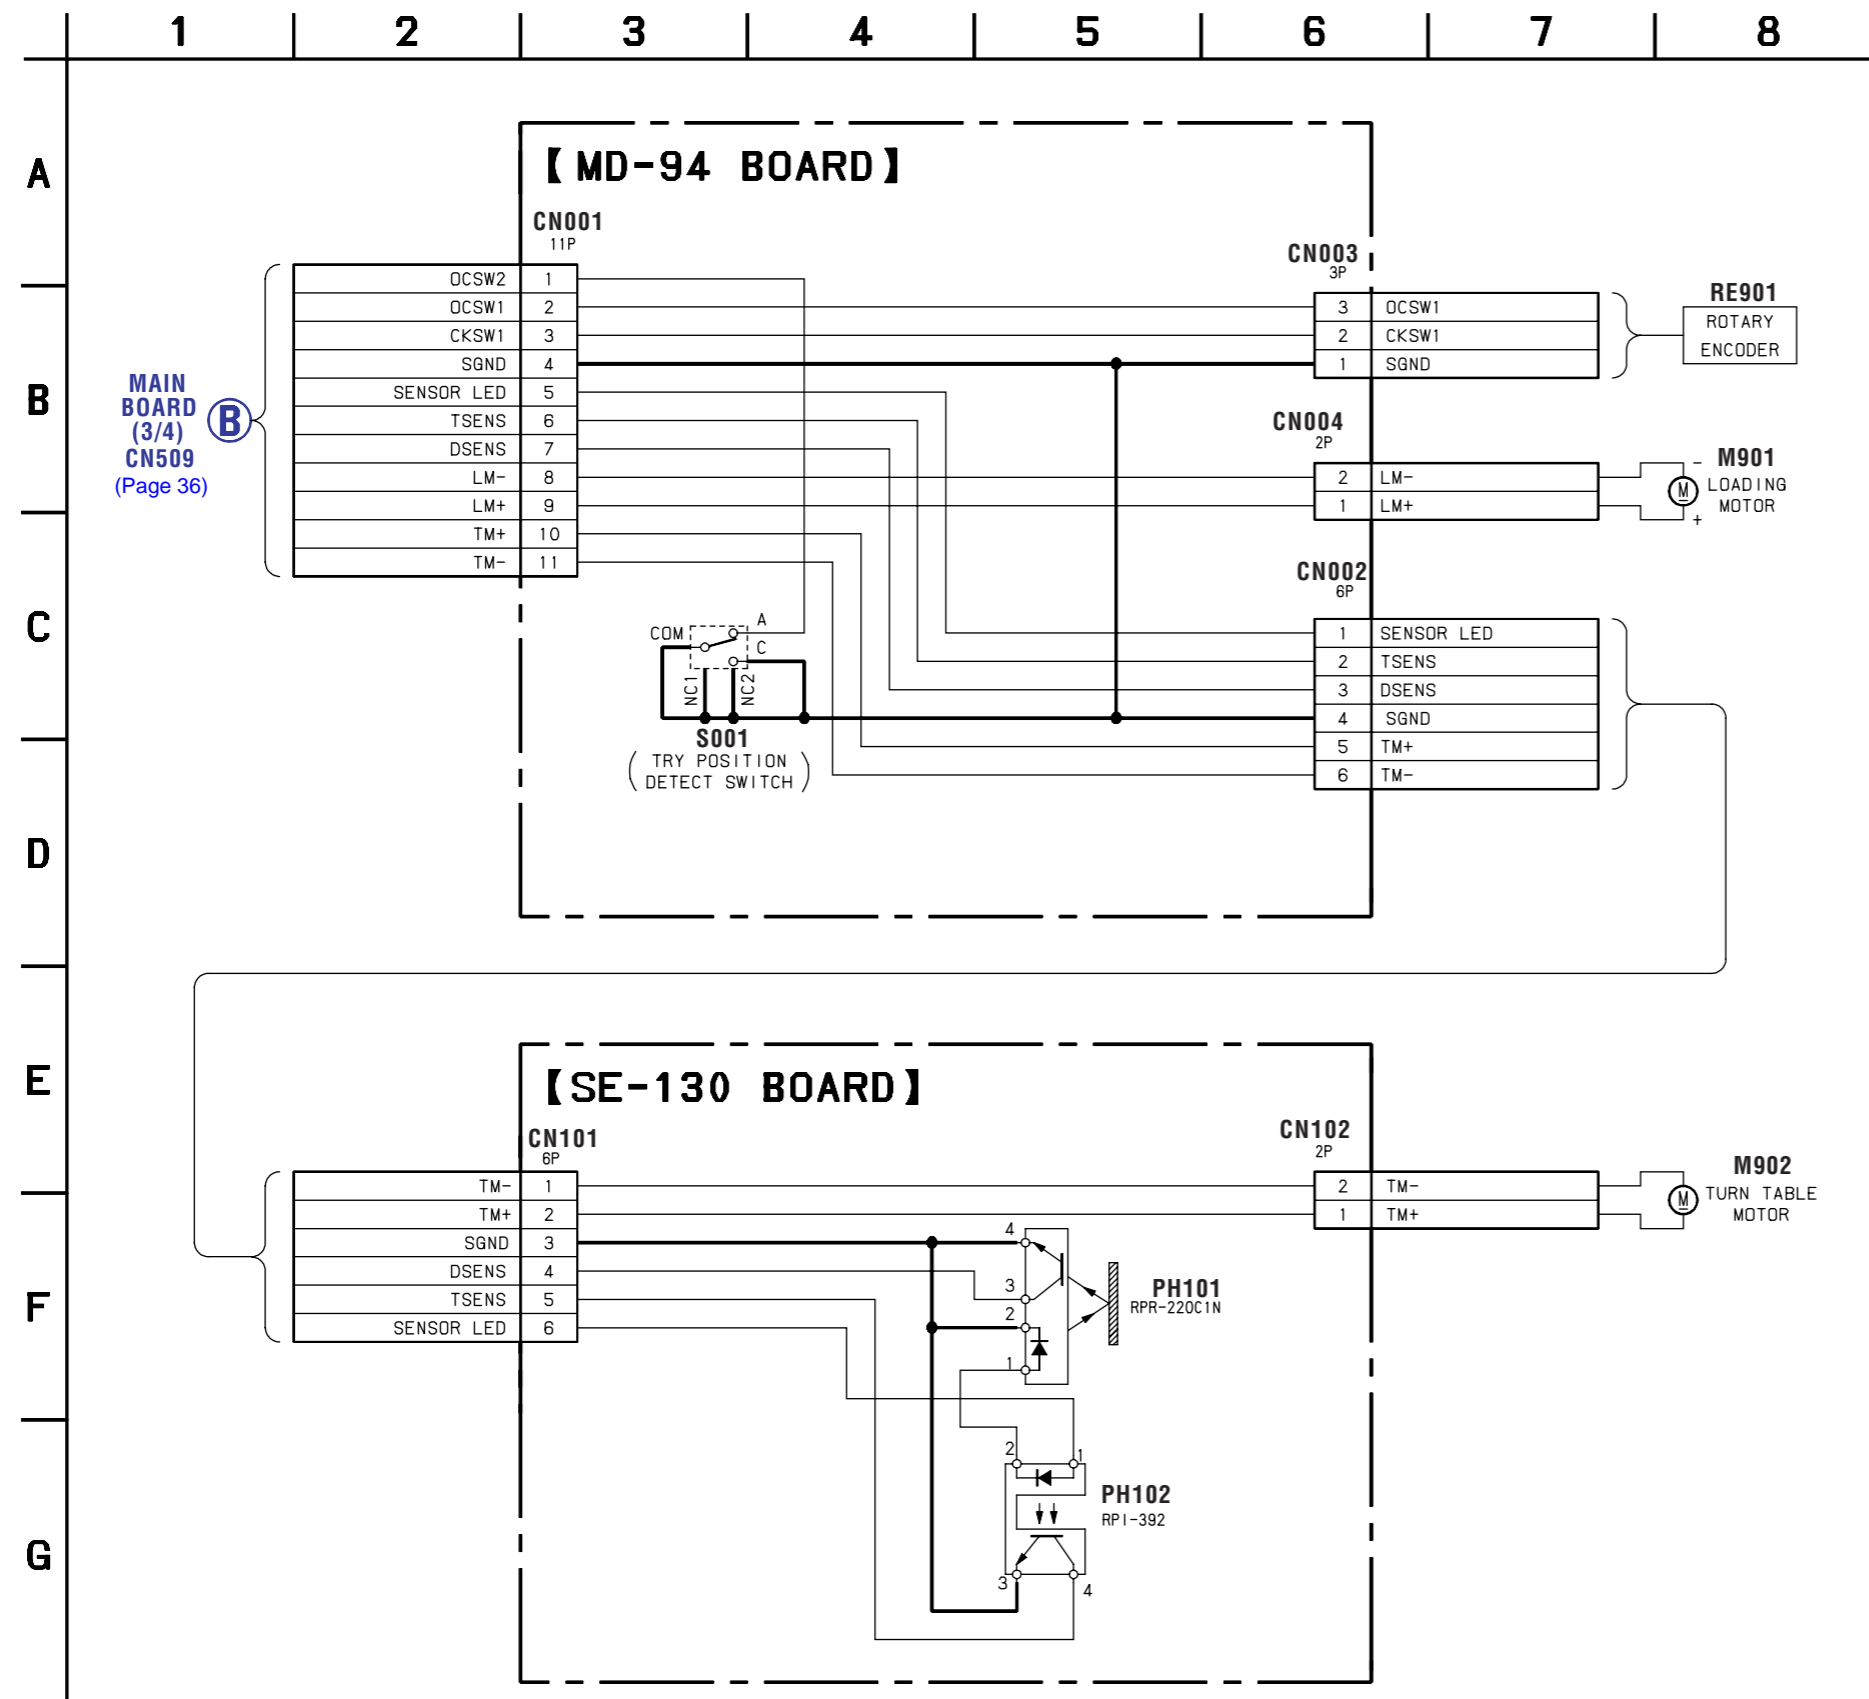 1 2 3 4 5 6 7 8
A
B
C
D
E
F
G
【MD-94 BOARD】
CN001
11P
OCSW2 1
OCSW1 2
CKSW1 3
SGND 4
SENSOR LED 5
TSENS 6
DSENS 7
LM- 8
LM+ 9
TM+ 10
TM- 11
MAIN
BOARD
(3/4)
CN509
(Page 36)
B
CN003
3P
3 OCSW1
2 CKSW1
1 SGND
RE901
ROTARY
ENCODER
CN004
2P
2 LM-
1 LM+
M901
LOADING
MOTOR
-
M
+
CN002
6P
1 SENSOR LED
2 TSENS
3 DSENS
4 SGND
5 TM+
6 TM-
COM
A
C
NC1
NC2
S001
(TRY POSITION
DETECT SWITCH)
【SE-130 BOARD】
CN101
6P
TM- 1
TM+ 2
SGND 3
DSENS 4
TSENS 5
SENSOR LED 6
CN102
2P
2 TM-
1 TM+
M902
TURN TABLE
MOTOR
M
4
3
2
1
PH101
RPR-220C1N
2 1
PH102
RPI-392
3 4